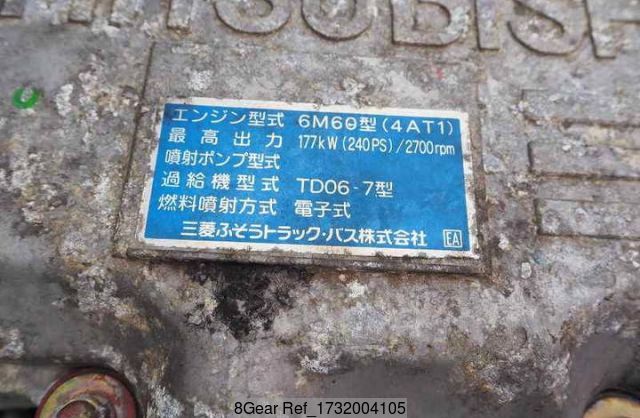 MITSUBISH
エンジン型式 6M60型(4AT1)
最高出力 177kW(240PS)/2700rpm
噴射ポンプ型式
過給機型式 TD06-7型
燃料噴射方式 電子式
三菱ふそうトラック・バス株式会社 EA
8Gear Ref_1732004105